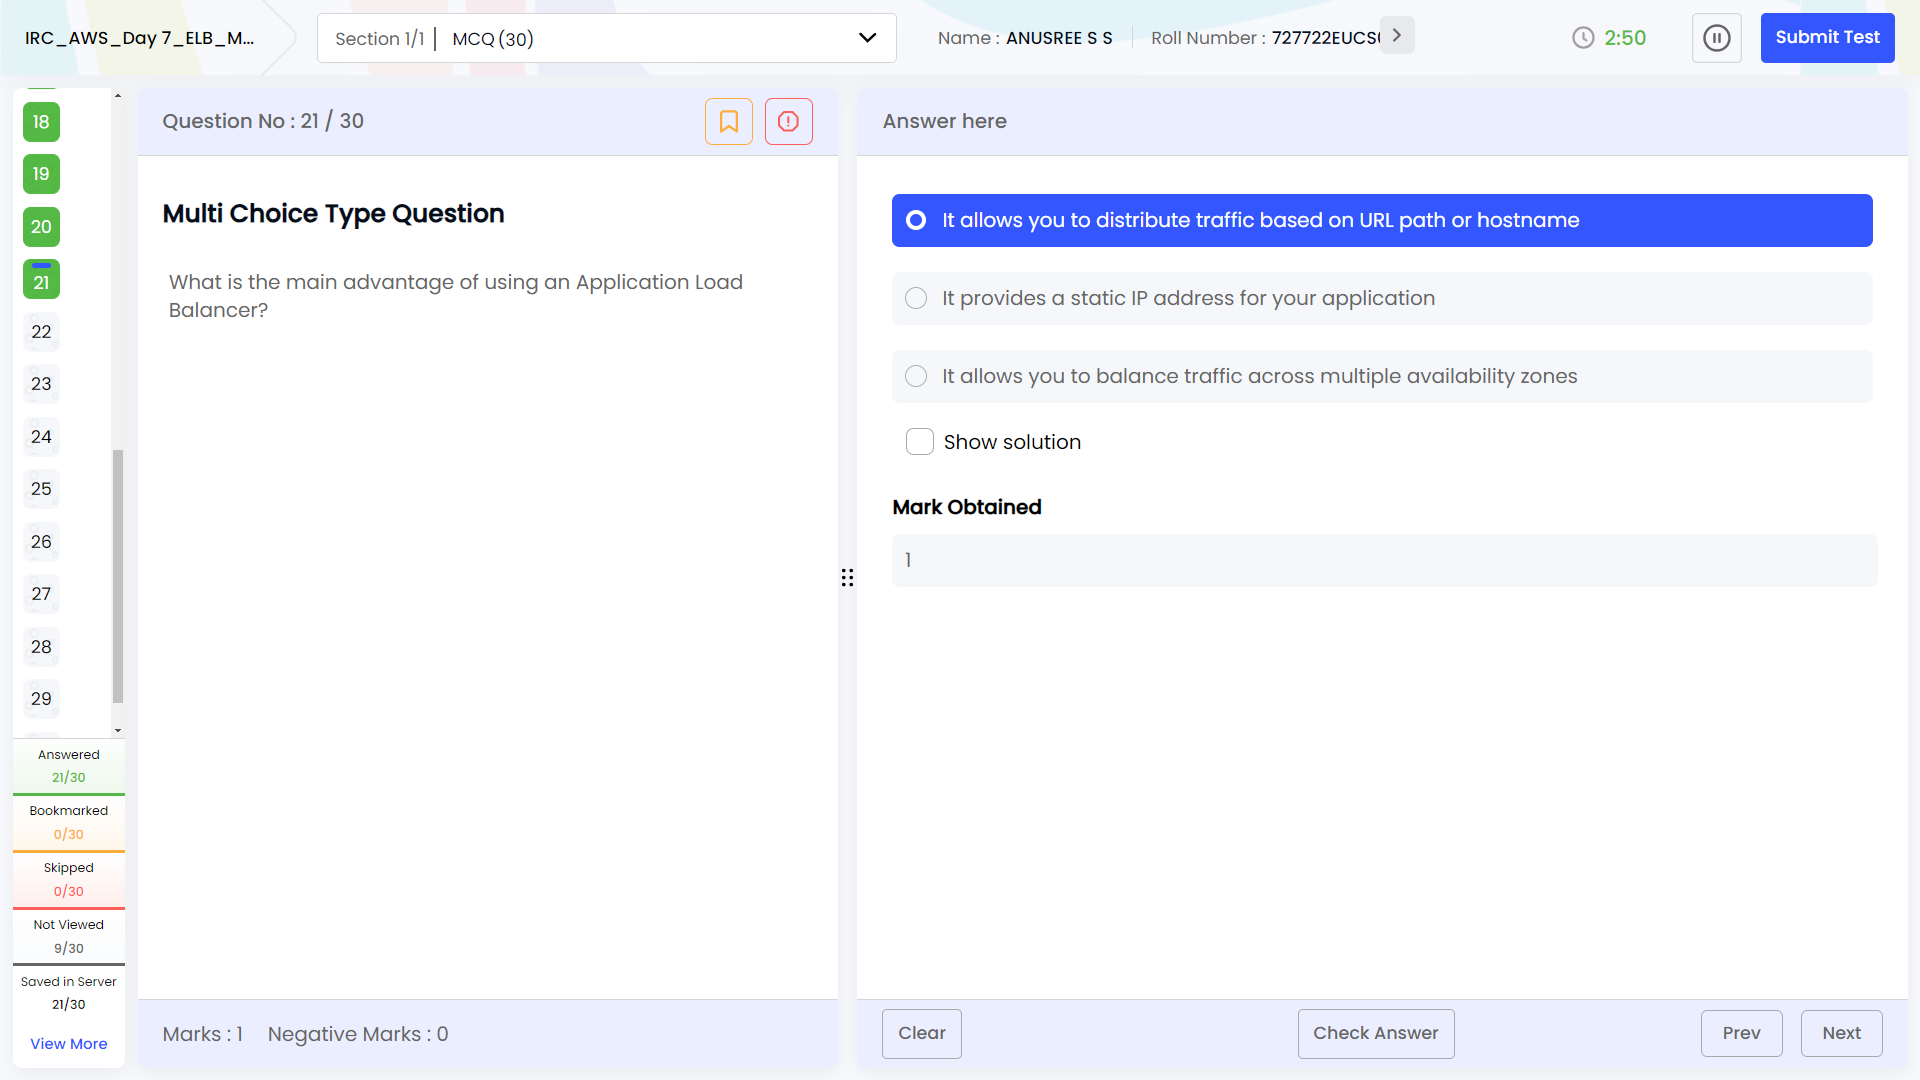 IRC_AWS_Day 7_ELB_M...
Section 1/1 | MCQ (30)
Name : ANUSREE S S
Roll Number : 727722EUCS
2:50
Submit Test
18
19
20
21
22
23
24
25
26
27
28
29
Answered
21/30
Bookmarked
0/30
Skipped
0/30
Not Viewed
9/30
Saved in Server
21/30
View More
Question No : 21 / 30
Multi Choice Type Question
What is the main advantage of using an Application Load
Balancer?
Marks : 1
Negative Marks : 0
Answer here
It allows you to distribute traffic based on URL path or hostname
It provides a static IP address for your application
It allows you to balance traffic across multiple availability zones
Show solution
Mark Obtained
1
Clear
Check Answer
Prev
Next